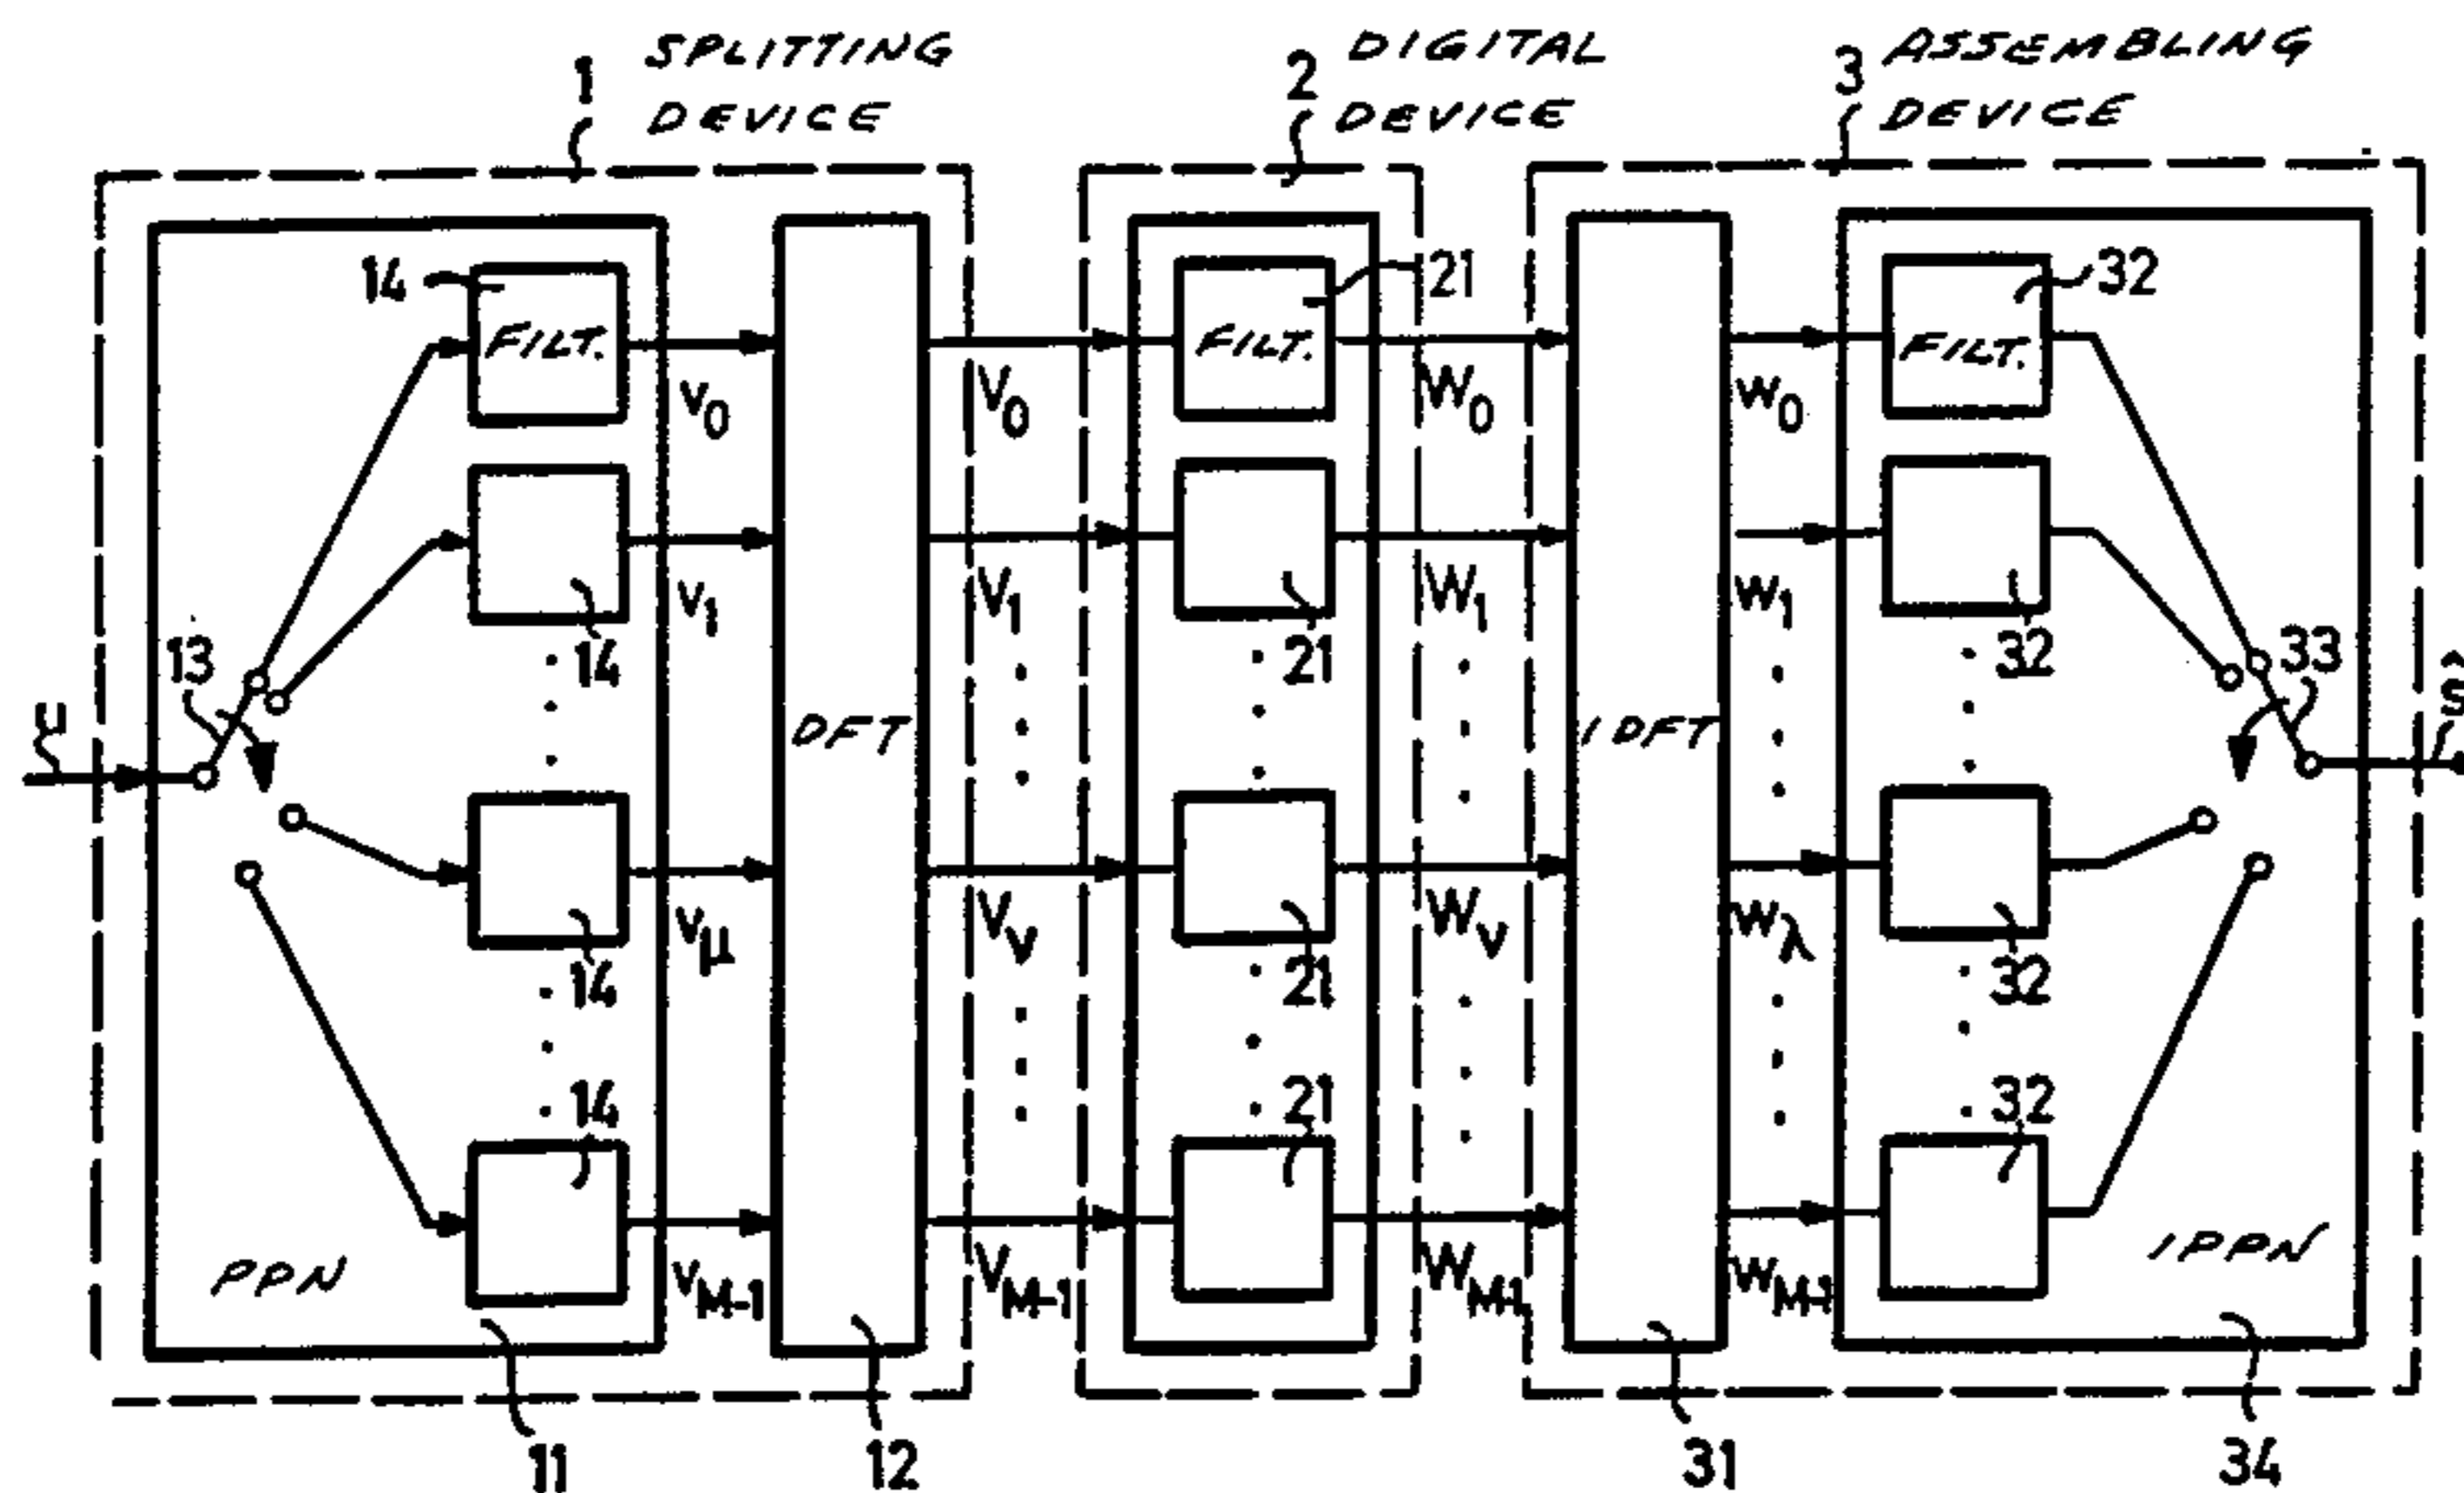 1 SPLITTING DEVICE
2 DIGITAL DEVICE
3 ASSEMBLING DEVICE
14 FILT.
21 FILT.
32 FILT.
v0 V0 W0 w0
14 21 32
v1 V1 W1 w1
13 33
u DFT IDFT ŝ
14 21 32
vμ Vν Wν wλ
14 21 32
vM-1 VM-1 WM-1 wM-1
PPN IPPN
11 12 31 34